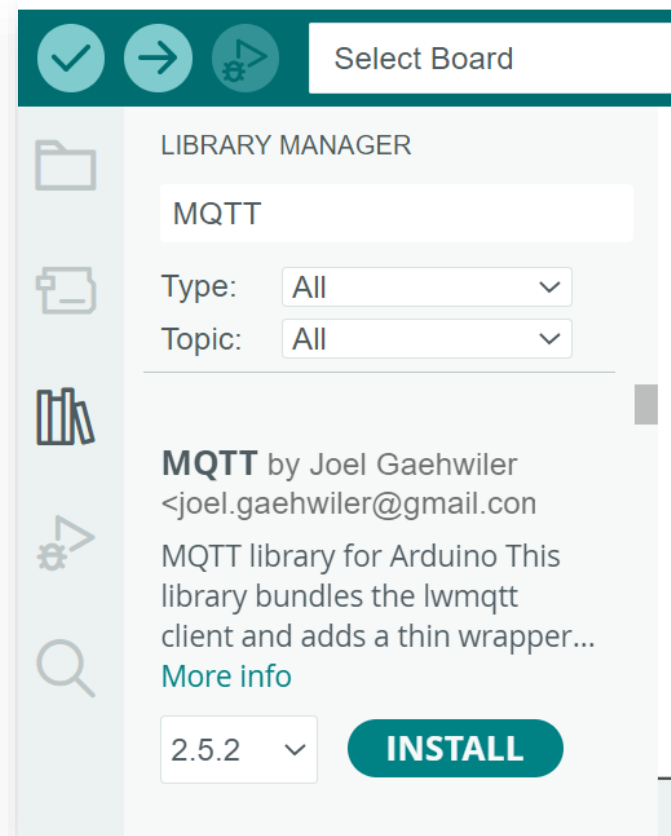 Select Board
LIBRARY MANAGER
MQTT
Type: All
Topic: All
MQTT by Joel Gaehwiler
<joel.gaehwiler@gmail.con
MQTT library for Arduino This
library bundles the lwmqtt
client and adds a thin wrapper...
More info
2.5.2 INSTALL